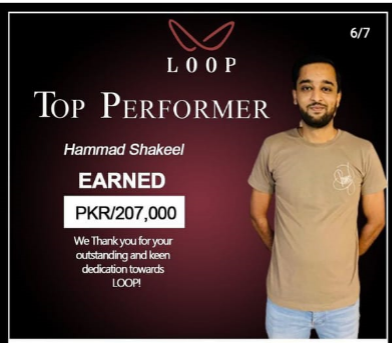 6/7
LOOP
TOP PERFORMER
Hammad Shakeel
EARNED
PKR/207,000
We Thank you for your
outstanding and keen
dedication towards
LOOP!